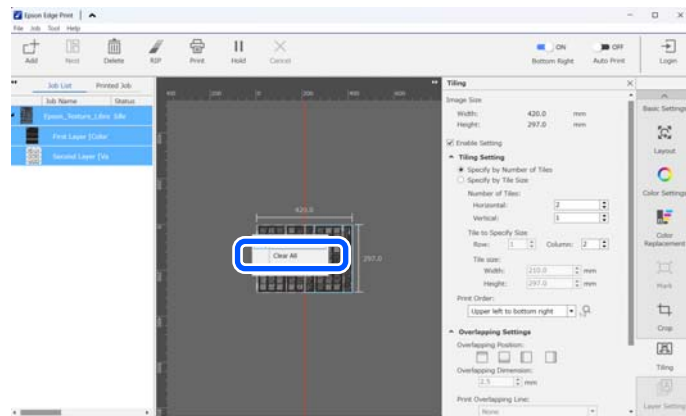 Epson Edge Print
File Job Tool Help
Add Nest Delete RIP Print Hold Cancel
ON OFF
Bottom Right Auto Print Login
Job List Printed Job
Job Name Status
Epson_Texture_Libra Idle
First Layer [Color
Second Layer [Va
420.0
Clear All
297.0
Tiling
Image Size
Width: 420.0 mm
Height: 297.0 mm
Enable Setting
Tiling Setting
Specify by Number of Tiles
Specify by Tile Size
Number of Tiles:
Horizontal: 2
Vertical: 1
Tile to Specify Size
Row: 1 Column: 2
Tile size:
Width: 210.0 mm
Height: 297.0 mm
Print Order:
Upper left to bottom right
Overlapping Settings
Overlapping Position:
Overlapping Dimension:
2.5 mm
Print Overlapping Line:
None
Basic Settings
Layout
Color Settings
Color
Replacement
Mark
Crop
Tiling
Layer Setting